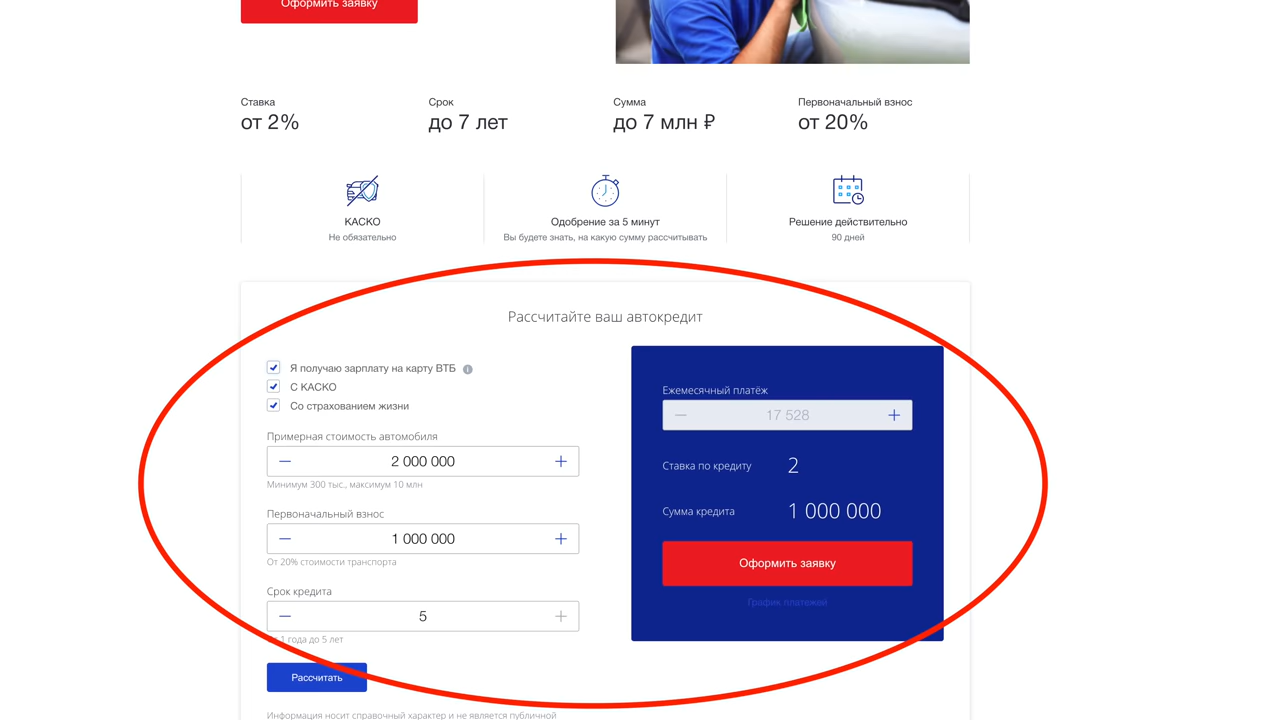 Оформить заявку
Ставка
от 2%
Срок
до 7 лет
Сумма
до 7 млн ₽
Первоначальный взнос
от 20%
КАСКО
Не обязательно
Одобрение за 5 минут
Вы будете знать, на какую сумму рассчитывать
Решение действительно
90 дней
Рассчитайте ваш автокредит
Я получаю зарплату на карту ВТБ i
С КАСКО
Со страхованием жизни
Примерная стоимость автомобиля
— 2 000 000 +
Минимум 300 тыс., максимум 10 млн
Первоначальный взнос
— 1 000 000 +
От 20% стоимости транспорта
Срок кредита
— 5 +
От 1 года до 5 лет
Рассчитать
Ежемесячный платёж
— 17 528 +
Ставка по кредиту 2
Сумма кредита 1 000 000
Оформить заявку
График платежей
Информация носит справочный характер и не является публичной